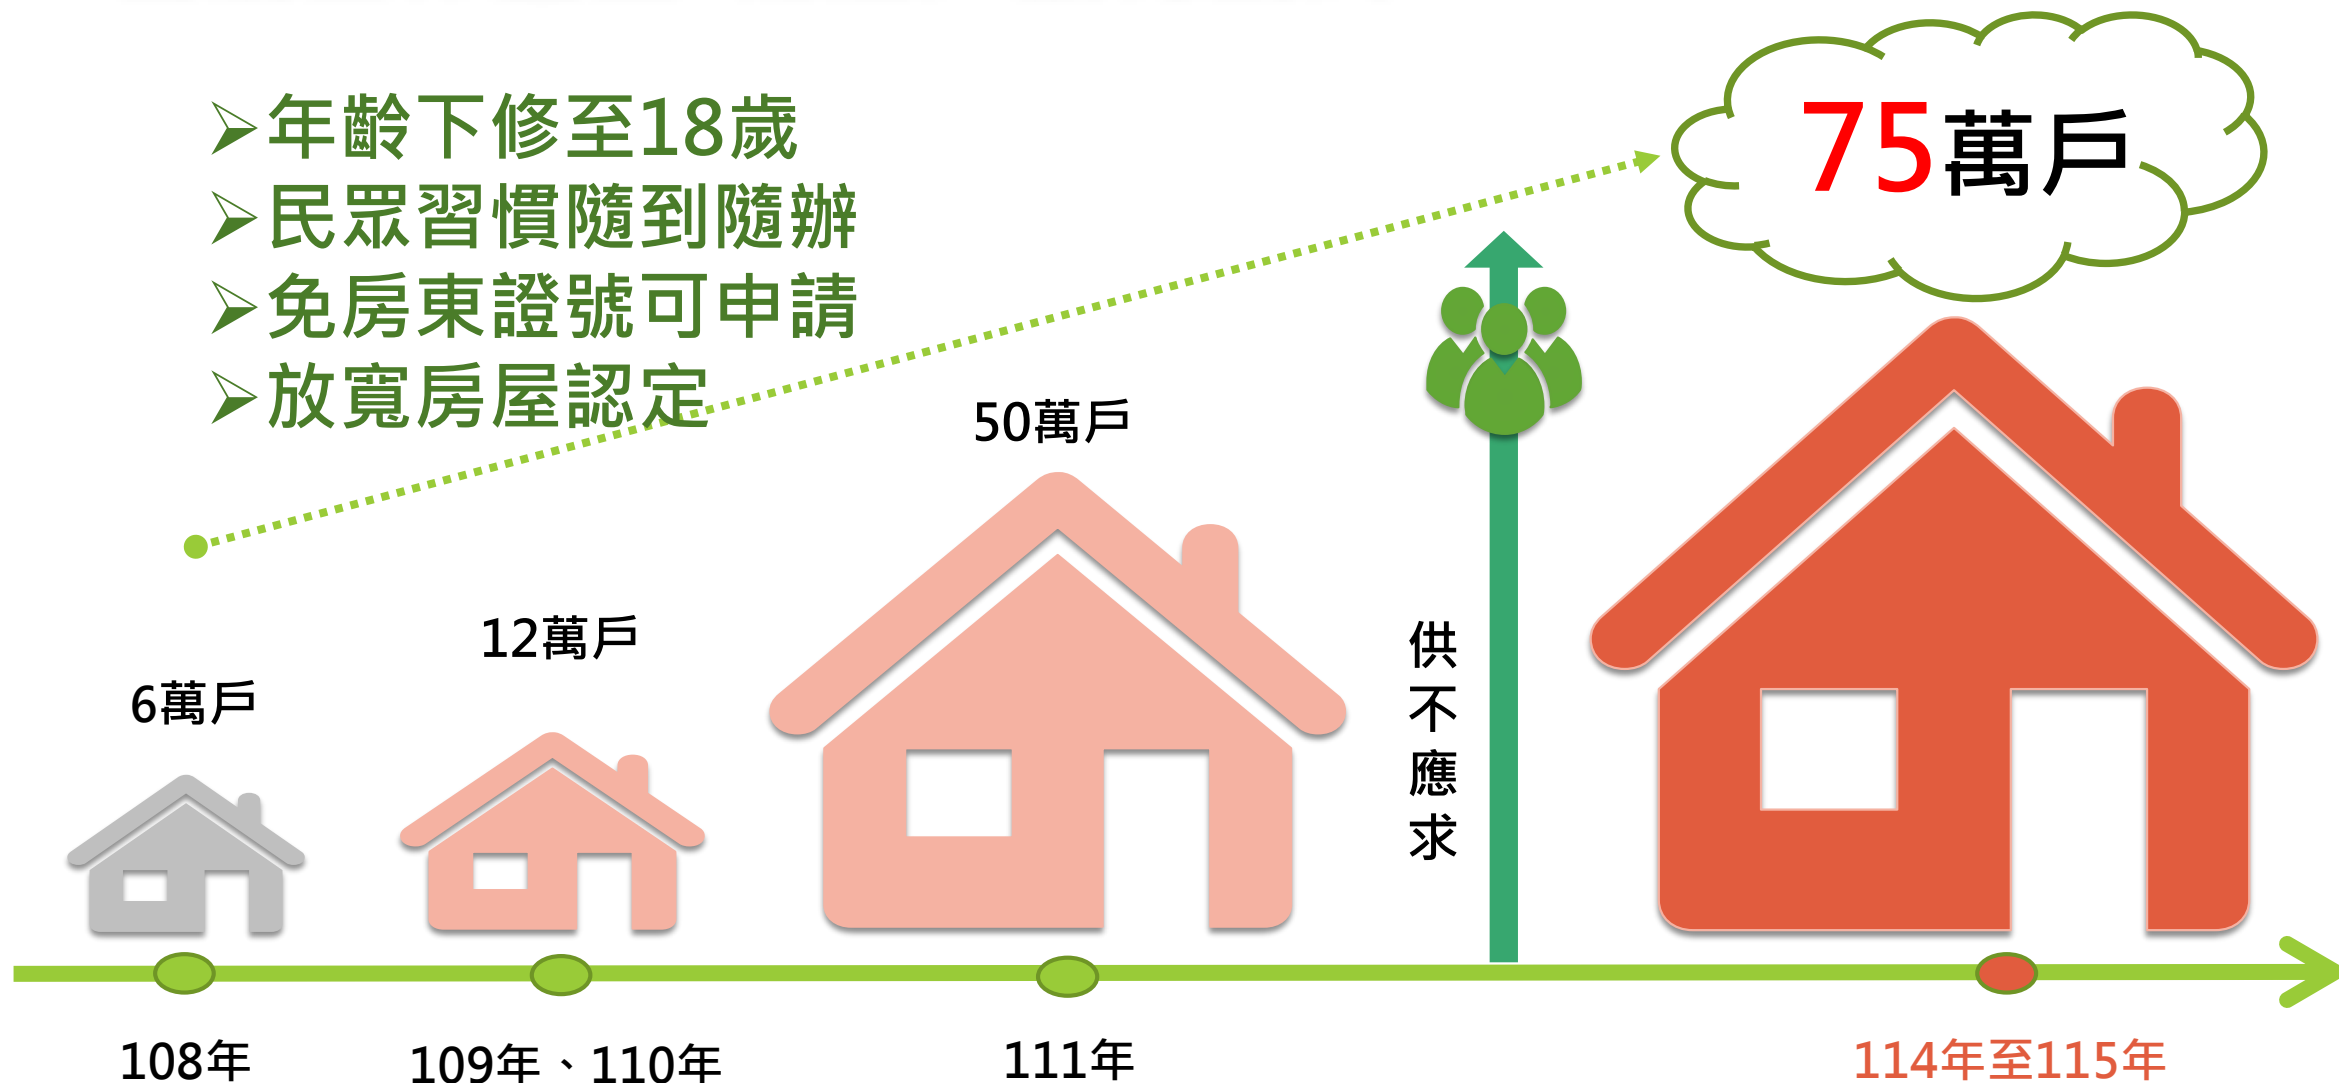 年齡下修至18歲
民眾習慣隨到隨辦
免房東證號可申請
放寬房屋認定
75萬戶
50萬戶
12萬戶
6萬戶
供不應求
108年
109年、110年
111年
114年至115年